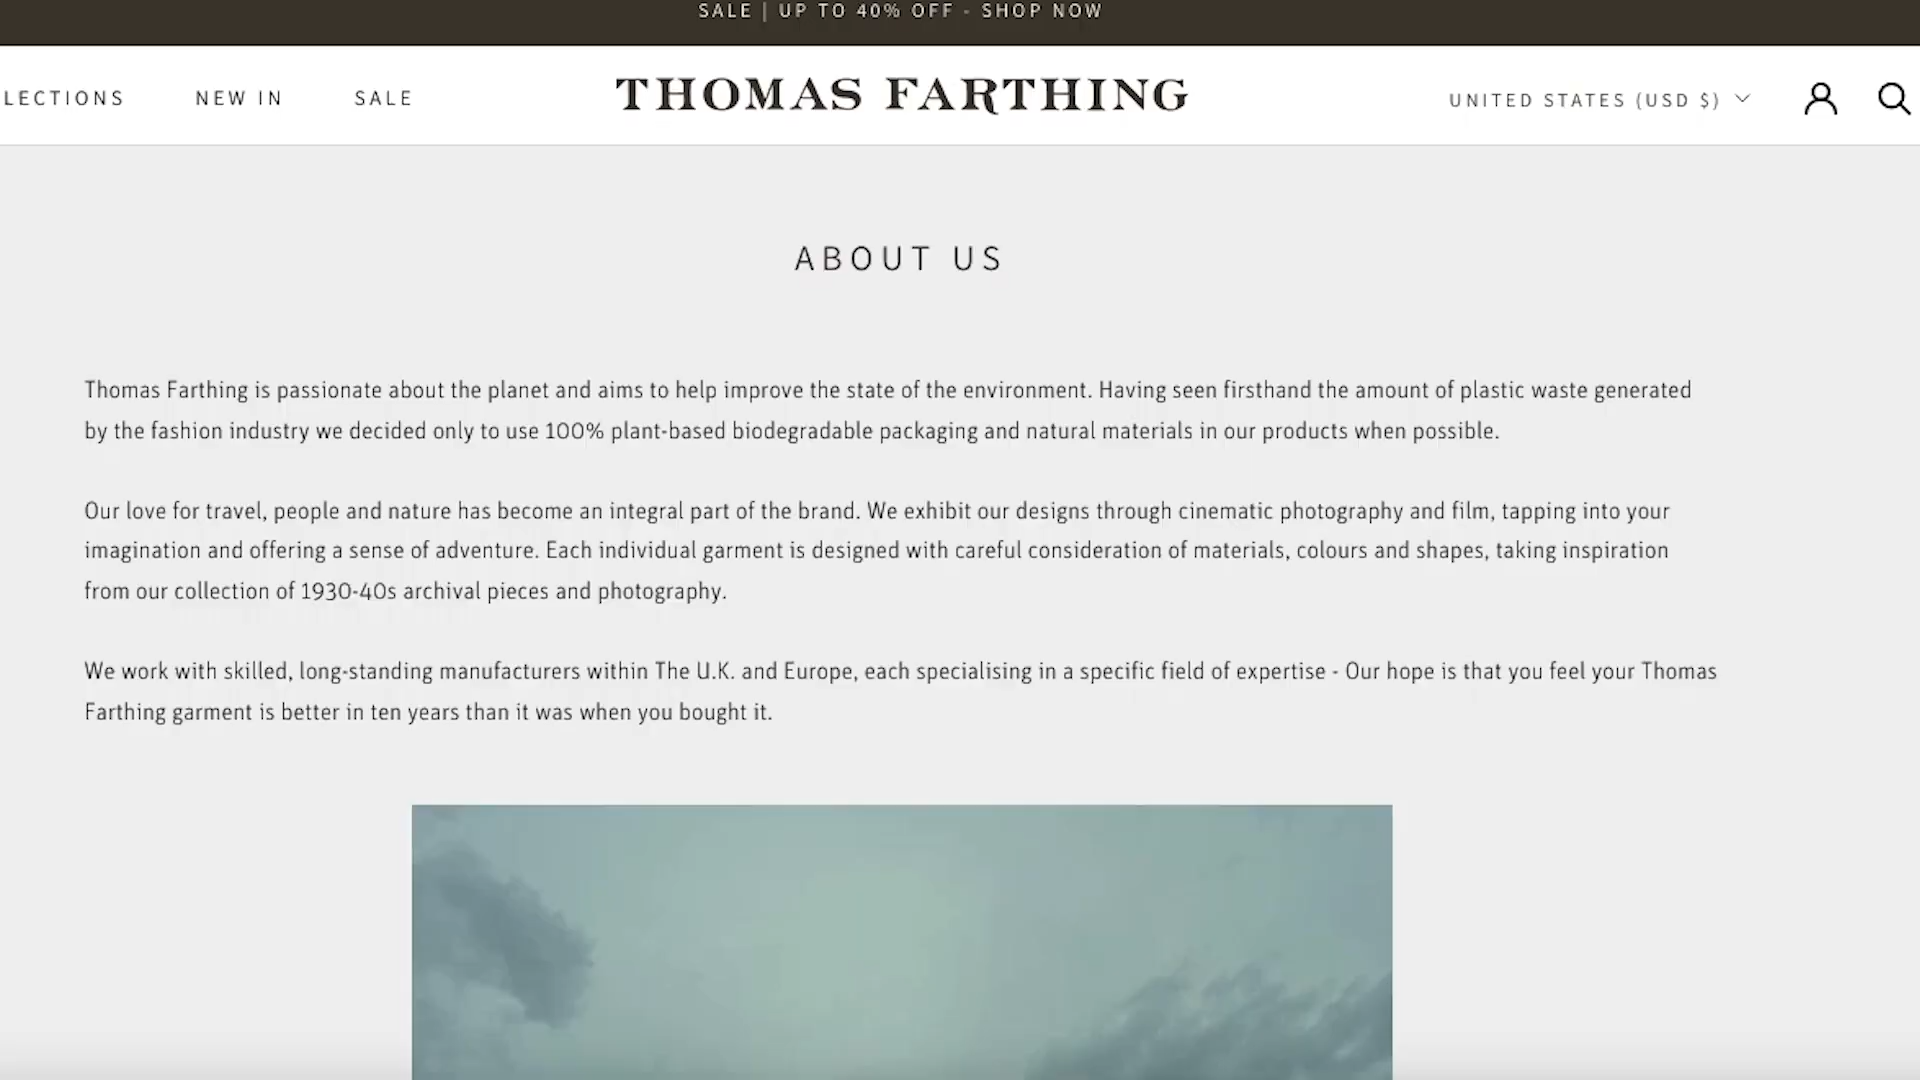 SALE | UP TO 40% OFF - SHOP NOW
LECTIONS NEW IN SALE THOMAS FARTHING UNITED STATES (USD $)
ABOUT US
Thomas Farthing is passionate about the planet and aims to help improve the state of the environment. Having seen firsthand the amount of plastic waste generated
by the fashion industry we decided only to use 100% plant-based biodegradable packaging and natural materials in our products when possible.
Our love for travel, people and nature has become an integral part of the brand. We exhibit our designs through cinematic photography and film, tapping into your
imagination and offering a sense of adventure. Each individual garment is designed with careful consideration of materials, colours and shapes, taking inspiration
from our collection of 1930-40s archival pieces and photography.
We work with skilled, long-standing manufacturers within The U.K. and Europe, each specialising in a specific field of expertise - Our hope is that you feel your Thomas
Farthing garment is better in ten years than it was when you bought it.